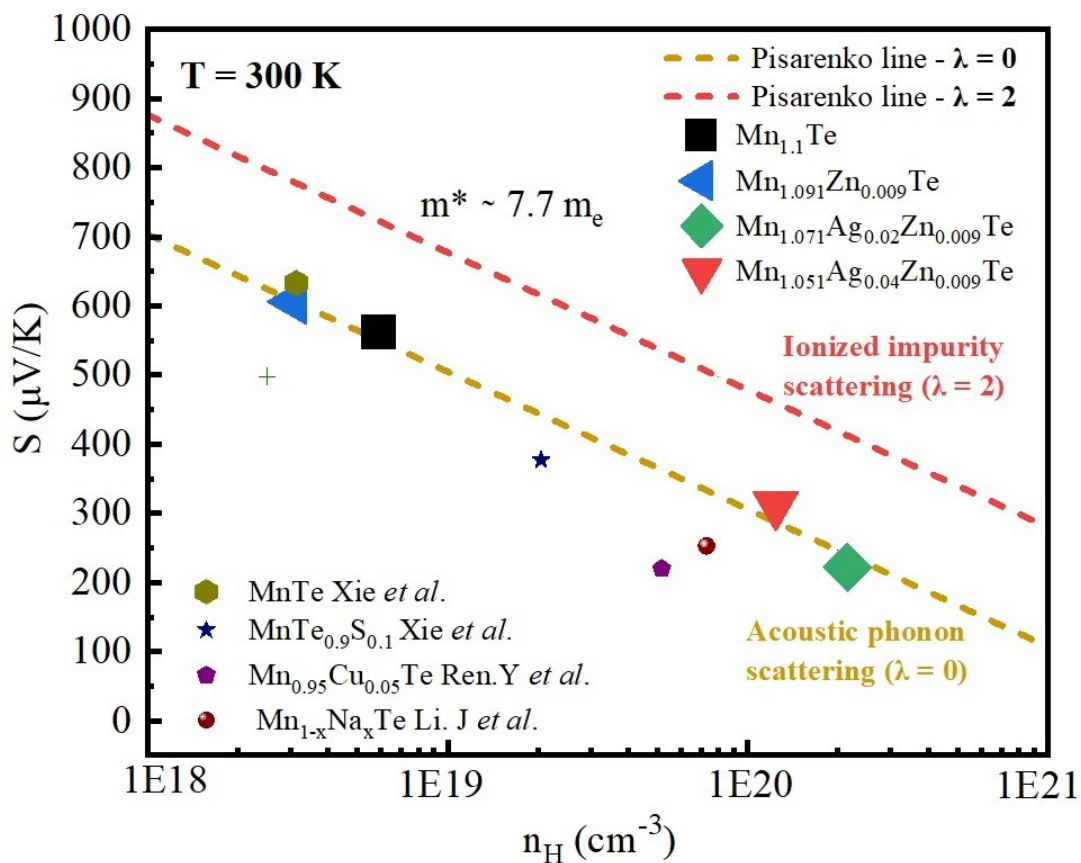 1000
900
800
700
600
500
400
300
200
100
0
S (µV/K)
T = 300 K
Pisarenko line - λ = 0
Pisarenko line - λ = 2
Mn1.1Te
Mn1.091Zn0.009Te
Mn1.071Ag0.02Zn0.009Te
Mn1.051Ag0.04Zn0.009Te
m* ~ 7.7 me
Ionized impurity
scattering (λ = 2)
Acoustic phonon
scattering (λ = 0)
MnTe Xie et al.
MnTe0.9S0.1 Xie et al.
Mn0.95Cu0.05Te Ren.Y et al.
Mn1-xNaxTe Li. J et al.
1E18
1E19
1E20
1E21
nH (cm-3)